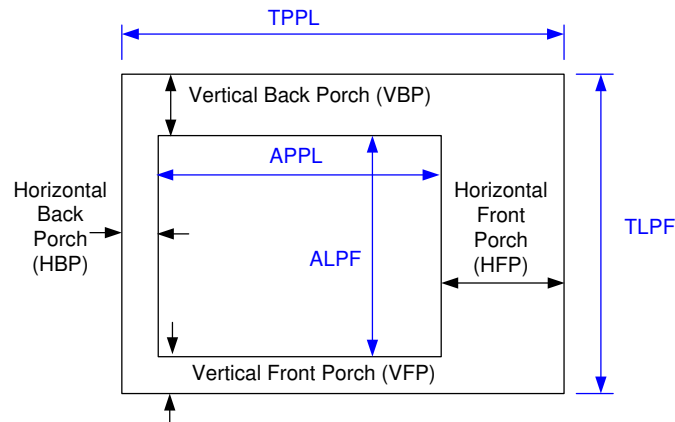 TPPL
Vertical Back Porch (VBP)
APPL
Horizontal
Back
Porch
(HBP)
ALPF
Horizontal
Front
Porch
(HFP)
TLPF
Vertical Front Porch (VFP)